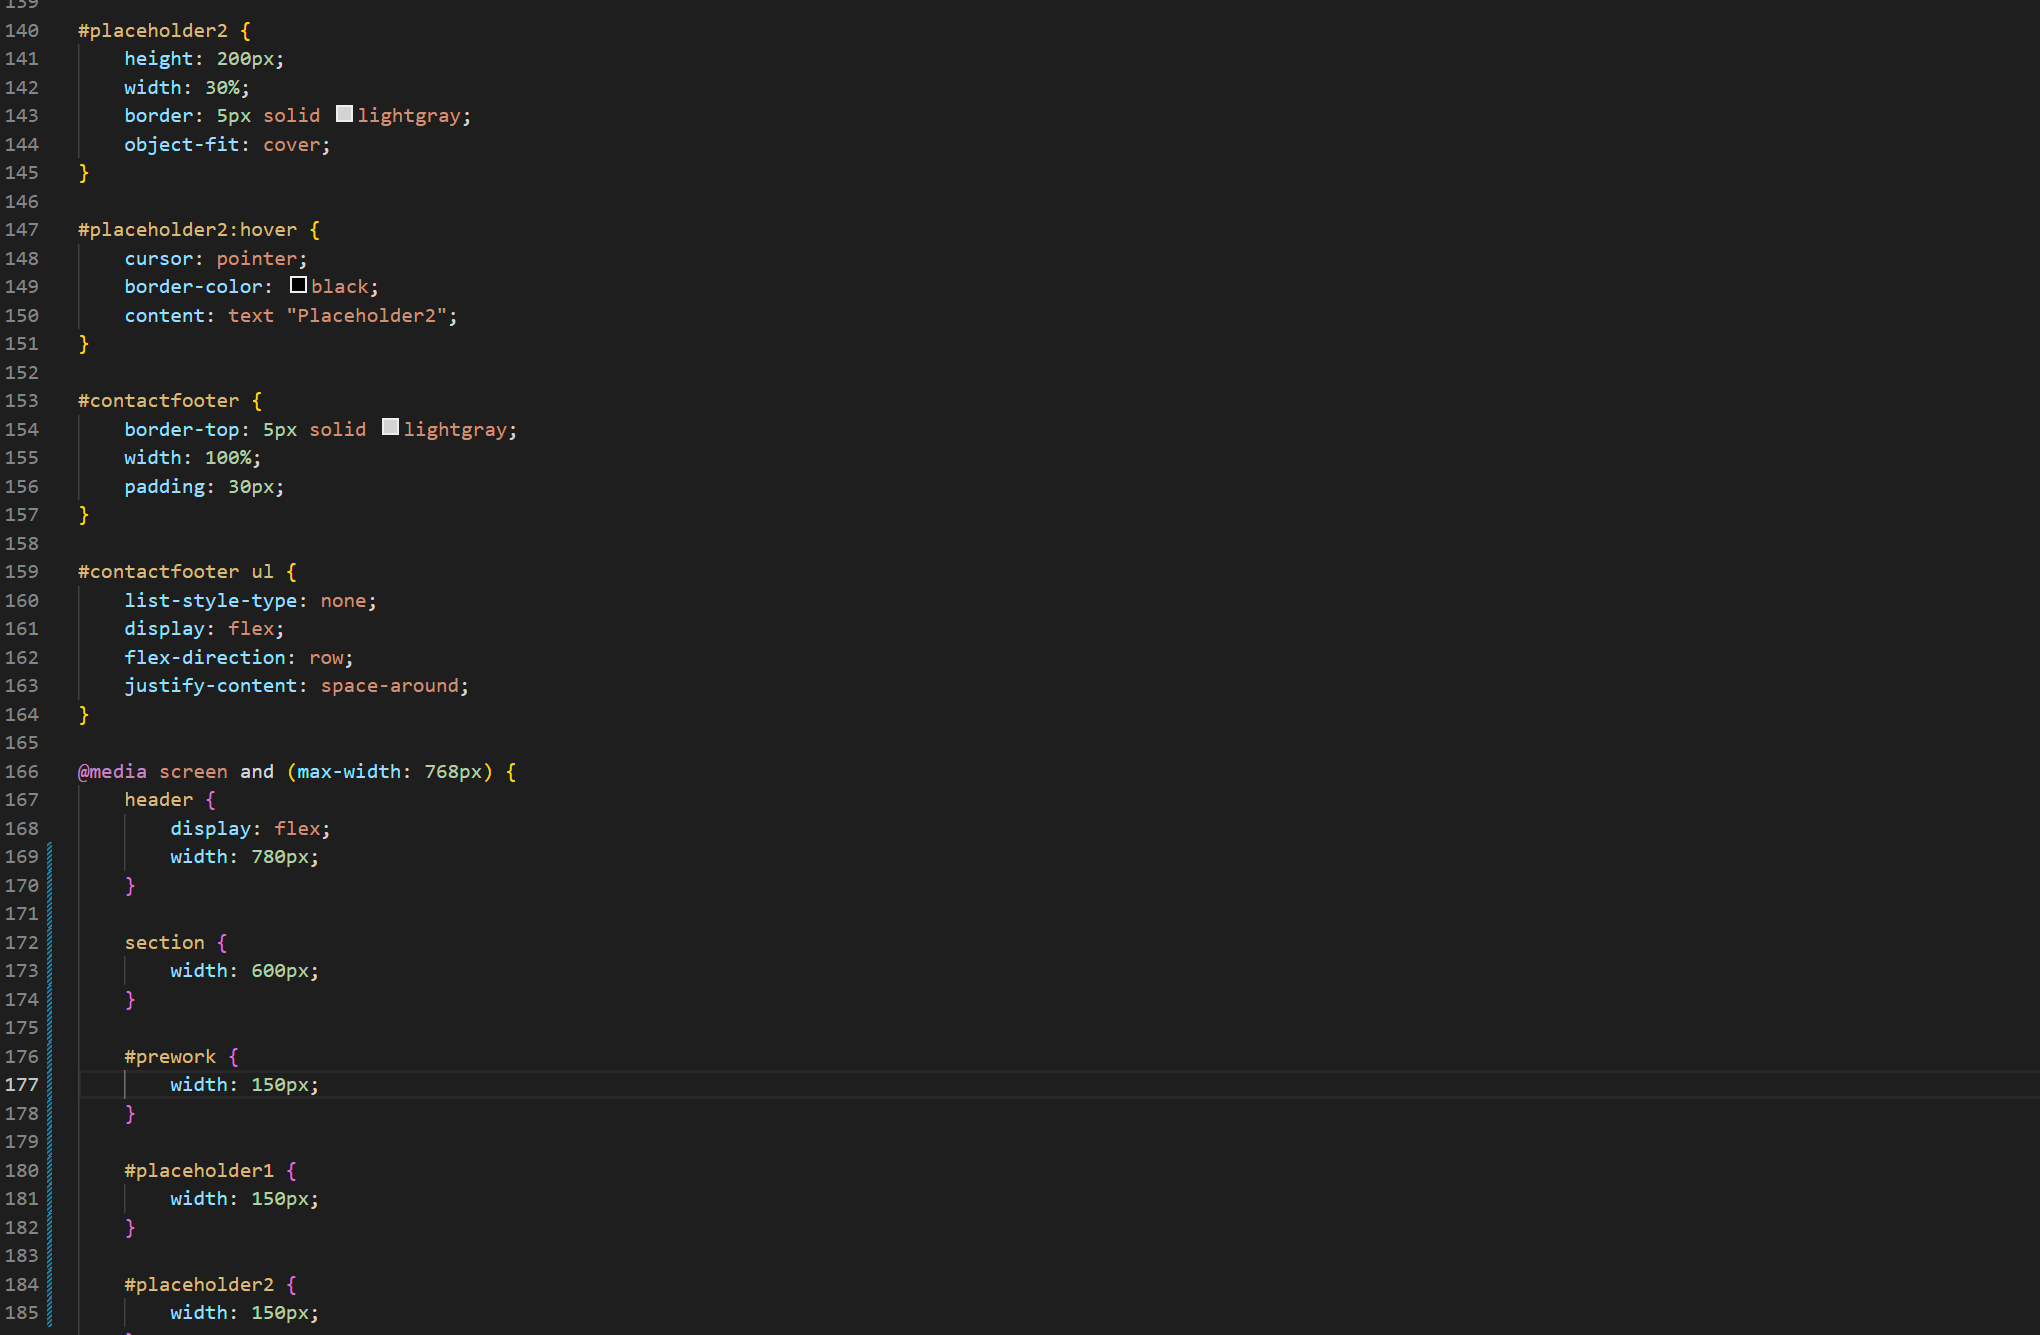 139
140 #placeholder2 {
141 height: 200px;
142 width: 30%;
143 border: 5px solid lightgray;
144 object-fit: cover;
145 }
146
147 #placeholder2:hover {
148 cursor: pointer;
149 border-color: black;
150 content: text "Placeholder2";
151 }
152
153 #contactfooter {
154 border-top: 5px solid lightgray;
155 width: 100%;
156 padding: 30px;
157 }
158
159 #contactfooter ul {
160 list-style-type: none;
161 display: flex;
162 flex-direction: row;
163 justify-content: space-around;
164 }
165
166 @media screen and (max-width: 768px) {
167 header {
168 display: flex;
169 width: 780px;
170 }
171
172 section {
173 width: 600px;
174 }
175
176 #prework {
177 width: 150px;
178 }
179
180 #placeholder1 {
181 width: 150px;
182 }
183
184 #placeholder2 {
185 width: 150px;